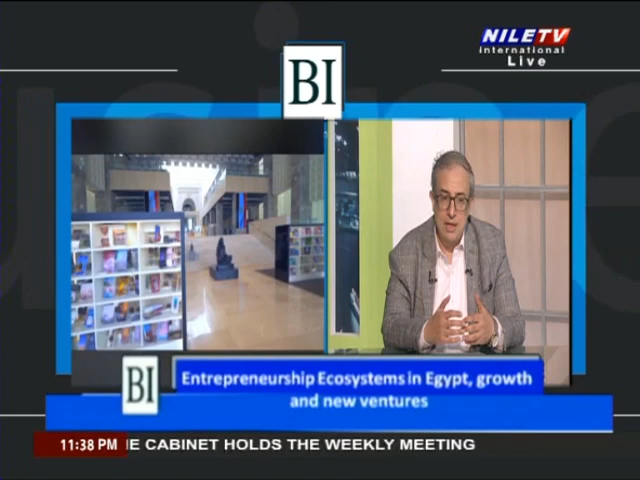 NILE TV
international
Live
BI
BI
Entrepreneurship Ecosystems in Egypt, growth
and new ventures
11:38 PM
E CABINET HOLDS THE WEEKLY MEETING